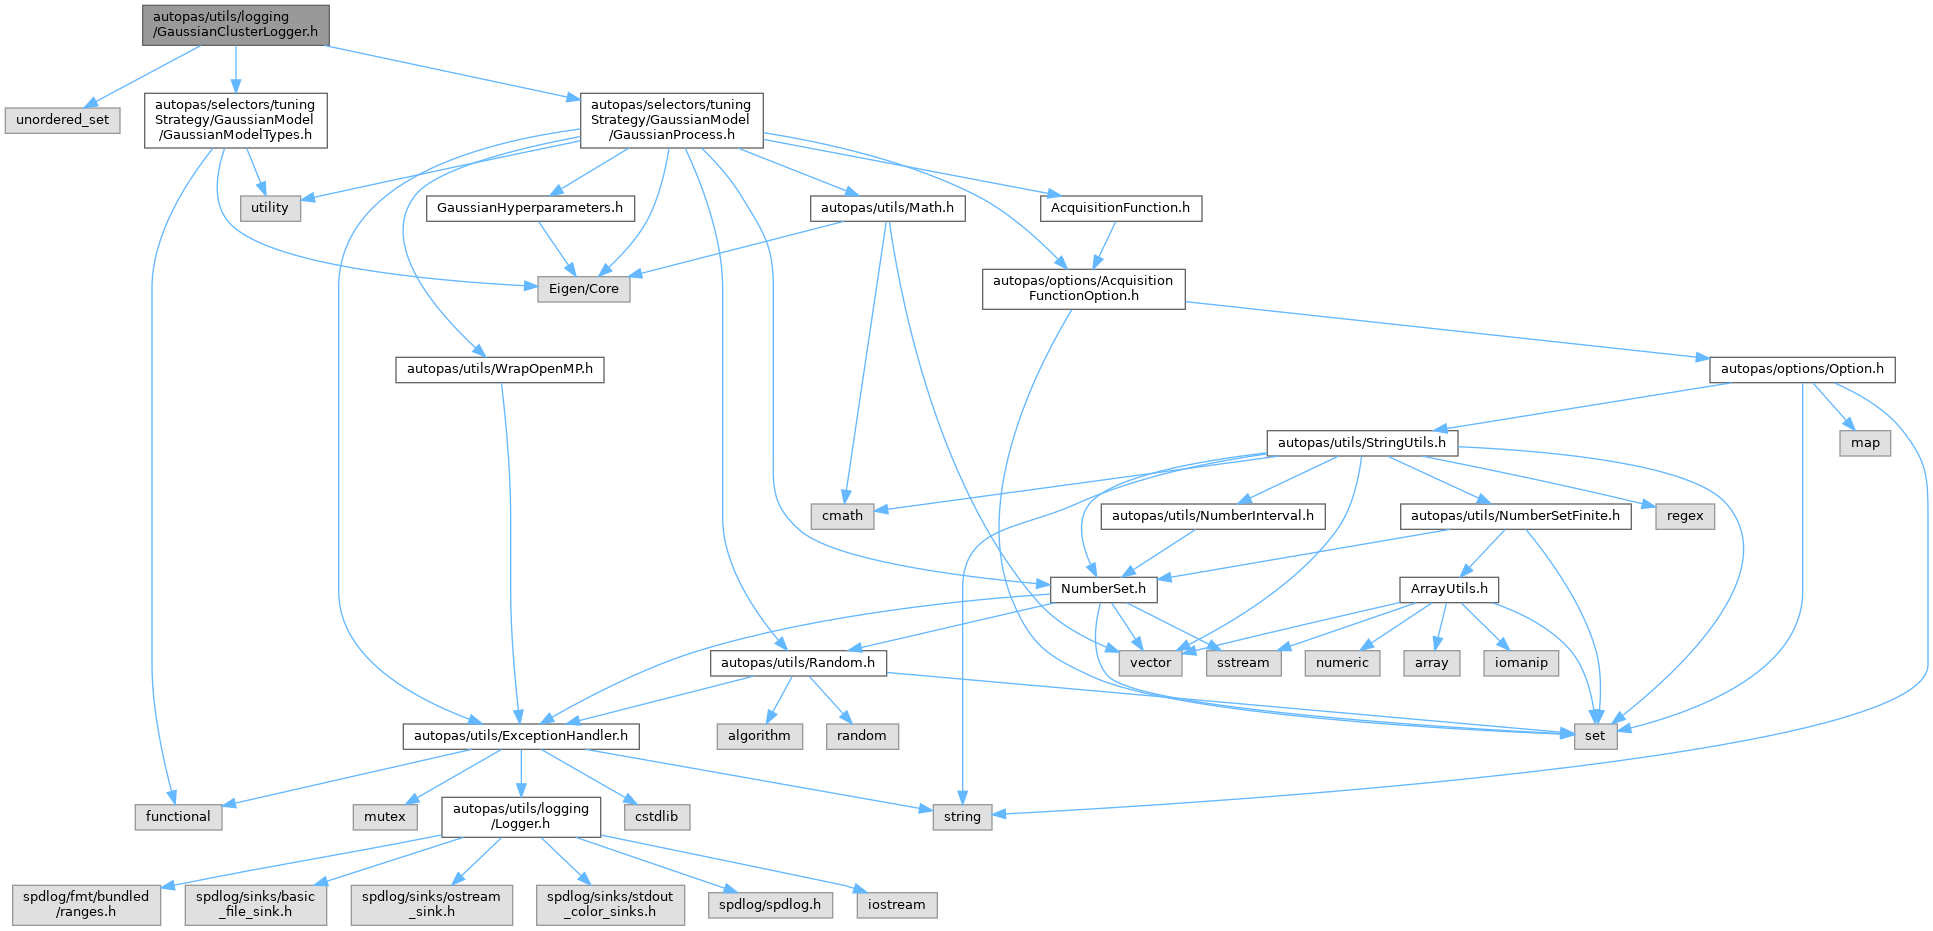 autopas/utils/logging
/GaussianClusterLogger.h
unordered_set
autopas/selectors/tuning
Strategy/GaussianModel
/GaussianModelTypes.h
autopas/selectors/tuning
Strategy/GaussianModel
/GaussianProcess.h
utility
GaussianHyperparameters.h
autopas/utils/Math.h
AcquisitionFunction.h
Eigen/Core
autopas/options/Acquisition
FunctionOption.h
autopas/utils/WrapOpenMP.h
autopas/options/Option.h
autopas/utils/StringUtils.h
map
cmath
autopas/utils/NumberInterval.h
autopas/utils/NumberSetFinite.h
regex
NumberSet.h
ArrayUtils.h
autopas/utils/Random.h
vector
sstream
numeric
array
iomanip
autopas/utils/ExceptionHandler.h
algorithm
random
set
functional
mutex
autopas/utils/logging
/Logger.h
cstdlib
string
spdlog/fmt/bundled
/ranges.h
spdlog/sinks/basic
_file_sink.h
spdlog/sinks/ostream
_sink.h
spdlog/sinks/stdout
_color_sinks.h
spdlog/spdlog.h
iostream